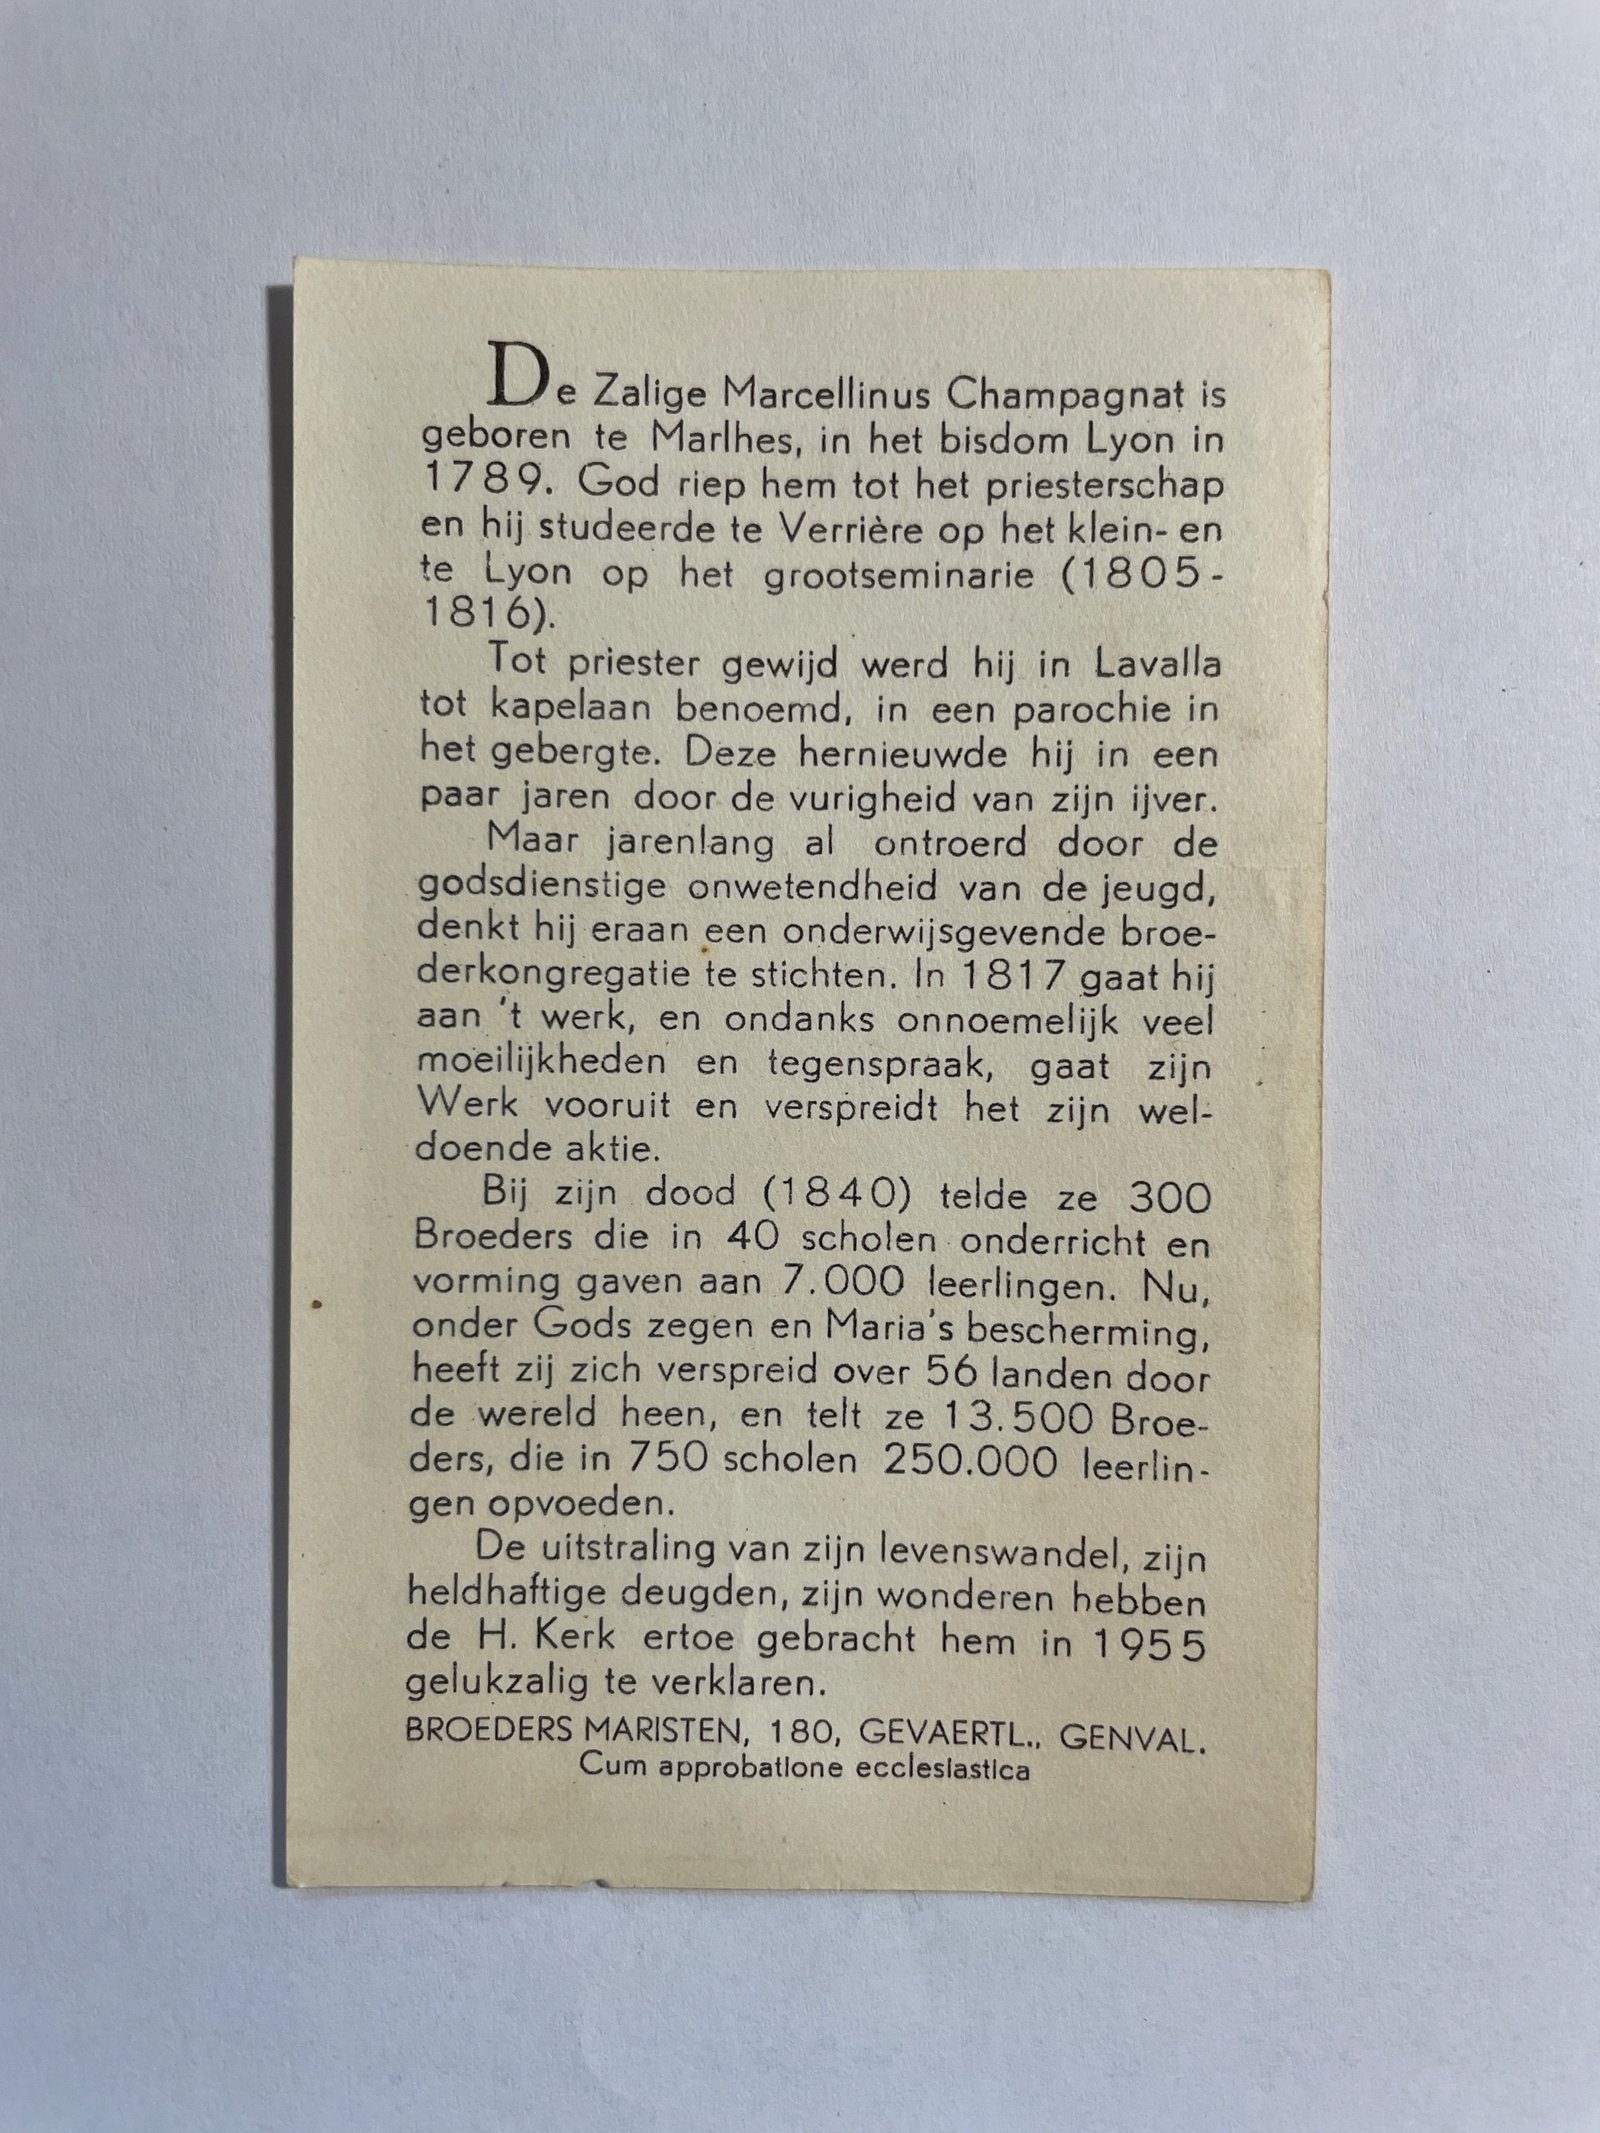 De Zalige Marcellinus Champagnat is
geboren te Marlhes, in het bisdom Lyon in
1789. God riep hem tot het priesterschap
en hij studeerde te Verrière op het klein- en
te Lyon op het grootseminarie (1805-
1816).
Tot priester gewijd werd hij in Lavalla
tot kapelaan benoemd, in een parochie in
het gebergte. Deze hernieuwde hij in een
paar jaren door de vurigheid van zijn ijver.
Maar jarenlang al ontroerd door de
godsdienstige onwetendheid van de jeugd,
denkt hij eraan een onderwijsgevende broe-
derkongregatie te stichten. In 1817 gaat hij
aan 't werk, en ondanks onnoemelijk veel
moeilijkheden en tegenspraak, gaat zijn
Werk vooruit en verspreidt het zijn wel-
doende aktie.
Bij zijn dood (1840) telde ze 300
Broeders die in 40 scholen onderricht en
vorming gaven aan 7.000 leerlingen. Nu,
onder Gods zegen en Maria's bescherming,
heeft zij zich verspreid over 56 landen door
de wereld heen, en telt ze 13.500 Broe-
ders, die in 750 scholen 250.000 leerlin-
gen opvoeden.
De uitstraling van zijn levenswandel, zijn
heldhaftige deugden, zijn wonderen hebben
de H. Kerk ertoe gebracht hem in 1955
gelukzalig te verklaren.
BROEDERS MARISTEN, 180, GEVAERTL., GENVAL.
Cum approbatione ecclesiastica